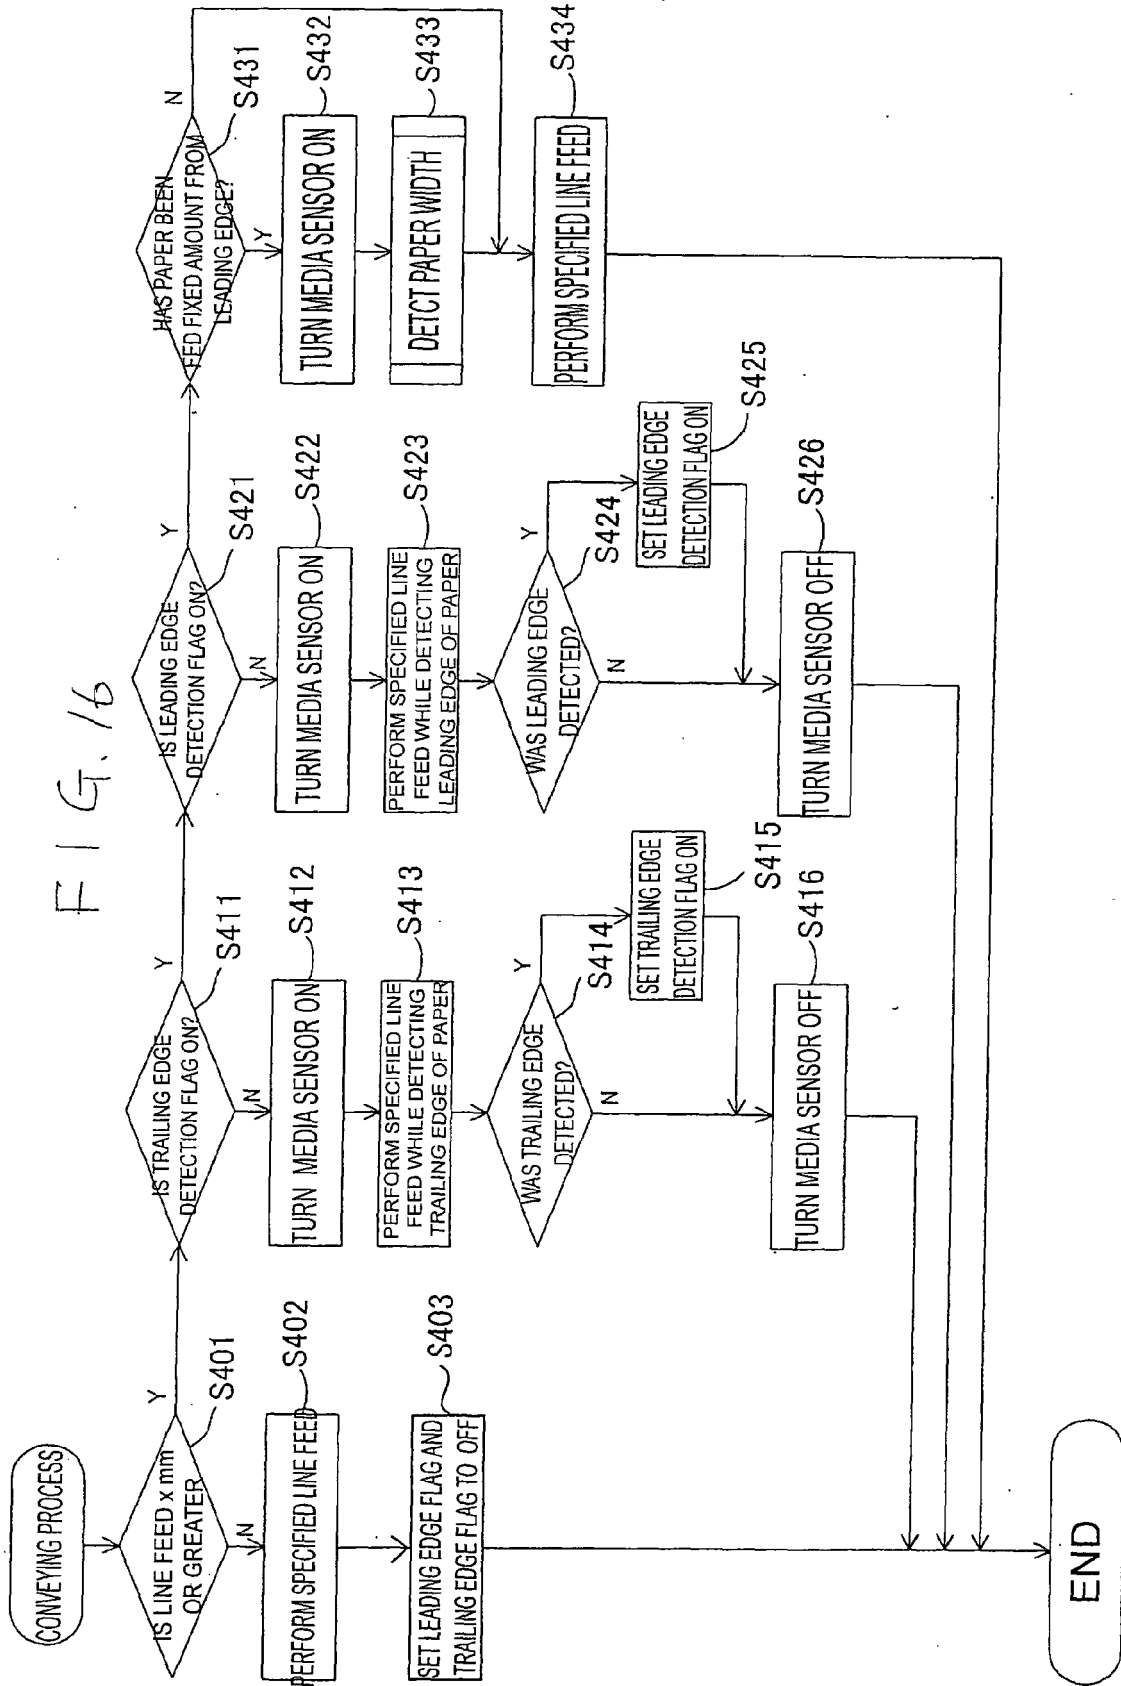 FIG. 16
CONVEYING PROCESS
IS LINE FEED x mm
OR GREATER
S401
Y
N
PERFORM SPECIFIED LINE FEED
S402
SET LEADING EDGE FLAG AND
TRAILING EDGE FLAG TO OFF
S403
IS TRAILING EDGE
DETECTION FLAG ON?
S411
Y
N
TURN MEDIA SENSOR ON
S412
PERFORM SPECIFIED LINE
FEED WHILE DETECTING
TRAILING EDGE OF PAPER
S413
WAS TRAILING EDGE
DETECTED?
S414
Y
N
SET TRAILING EDGE
DETECTION FLAG ON
S415
TURN MEDIA SENSOR OFF
S416
IS LEADING EDGE
DETECTION FLAG ON?
S421
Y
N
TURN MEDIA SENSOR ON
S422
PERFORM SPECIFIED LINE
FEED WHILE DETECTING
LEADING EDGE OF PAPER
S423
WAS LEADING EDGE
DETECTED?
S424
Y
N
SET LEADING EDGE
DETECTION FLAG ON
S425
TURN MEDIA SENSOR OFF
S426
HAS PAPER BEEN
FED FIXED AMOUNT FROM
LEADING EDGE?
S431
N
Y
TURN MEDIA SENSOR ON
S432
DETCT PAPER WIDTH
S433
PERFORM SPECIFIED LINE FEED
S434
END